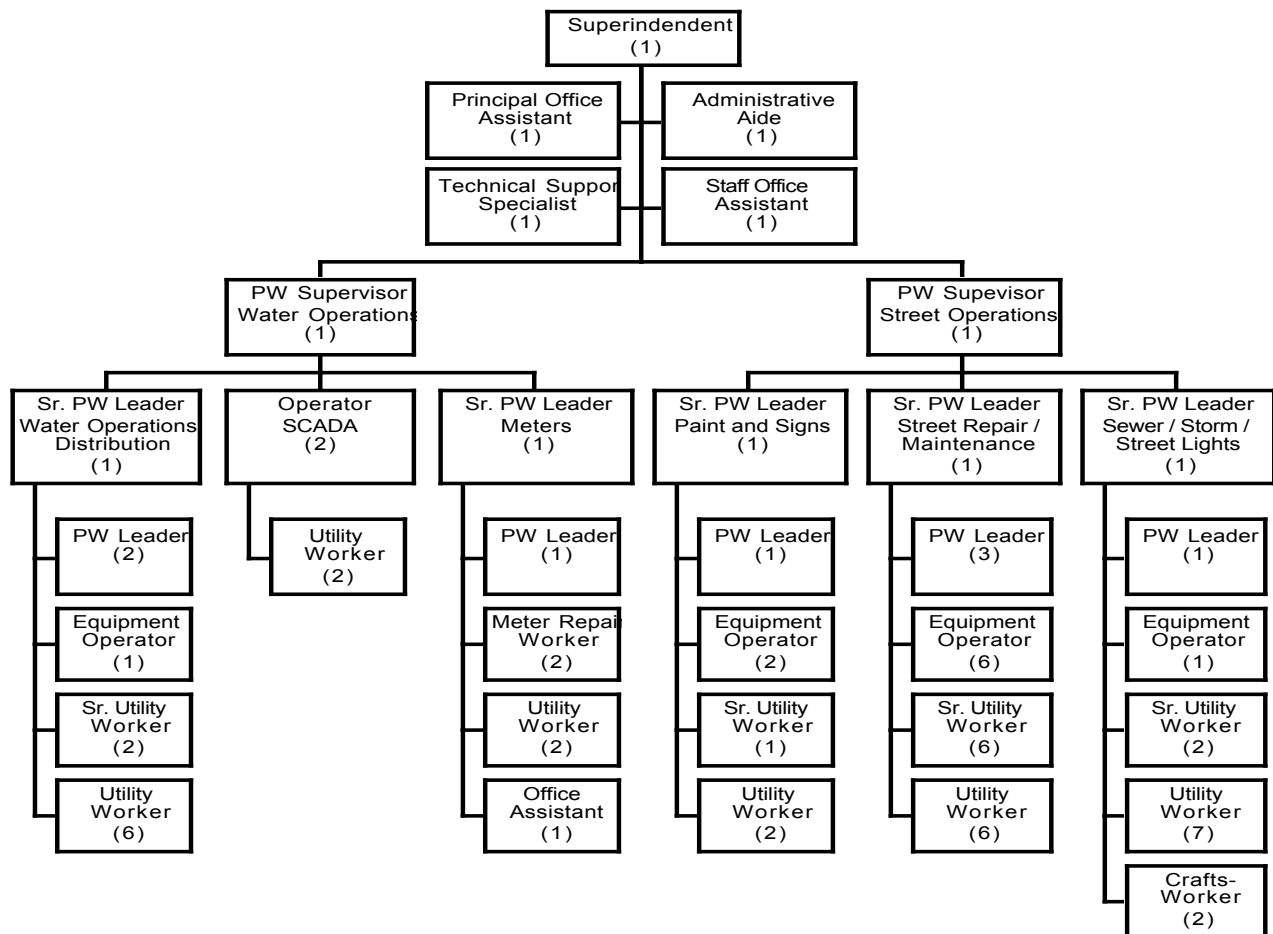 Superindendent
(1)
Principal Office
Assistant
(1)
Administrative
Aide
(1)
Technical Suppor
Specialist
(1)
Staff Office
Assistant
(1)
PW Supervisor
Water Operations
(1)
PW Supevisor
Street Operations
(1)
Sr. PW Leader
Water Operations
Distribution
(1)
Operator
SCADA
(2)
Sr. PW Leader
Meters
(1)
Sr. PW Leader
Paint and Signs
(1)
Sr. PW Leader
Street Repair /
Maintenance
(1)
Sr. PW Leader
Sewer / Storm /
Street Lights
(1)
PW Leader
(2)
Equipment
Operator
(1)
Sr. Utility
Worker
(2)
Utility
Worker
(6)
Utility
Worker
(2)
PW Leader
(1)
Meter Repair
Worker
(2)
Utility
Worker
(2)
Office
Assistant
(1)
PW Leader
(1)
Equipment
Operator
(2)
Sr. Utility
Worker
(1)
Utility
Worker
(2)
PW Leader
(3)
Equipment
Operator
(6)
Sr. Utility
Worker
(6)
Utility
Worker
(6)
PW Leader
(1)
Equipment
Operator
(1)
Sr. Utility
Worker
(2)
Utility
Worker
(7)
Crafts-
Worker
(2)